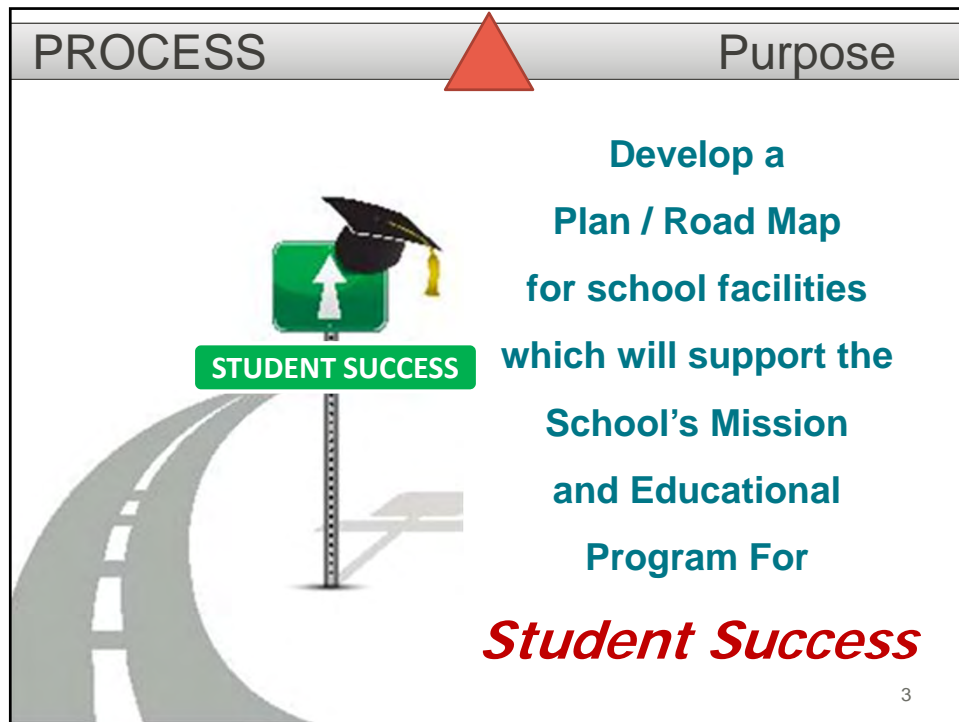 PROCESS Purpose
STUDENT SUCCESS
Develop a
Plan / Road Map
for school facilities
which will support the
School’s Mission
and Educational
Program For
Student Success
3